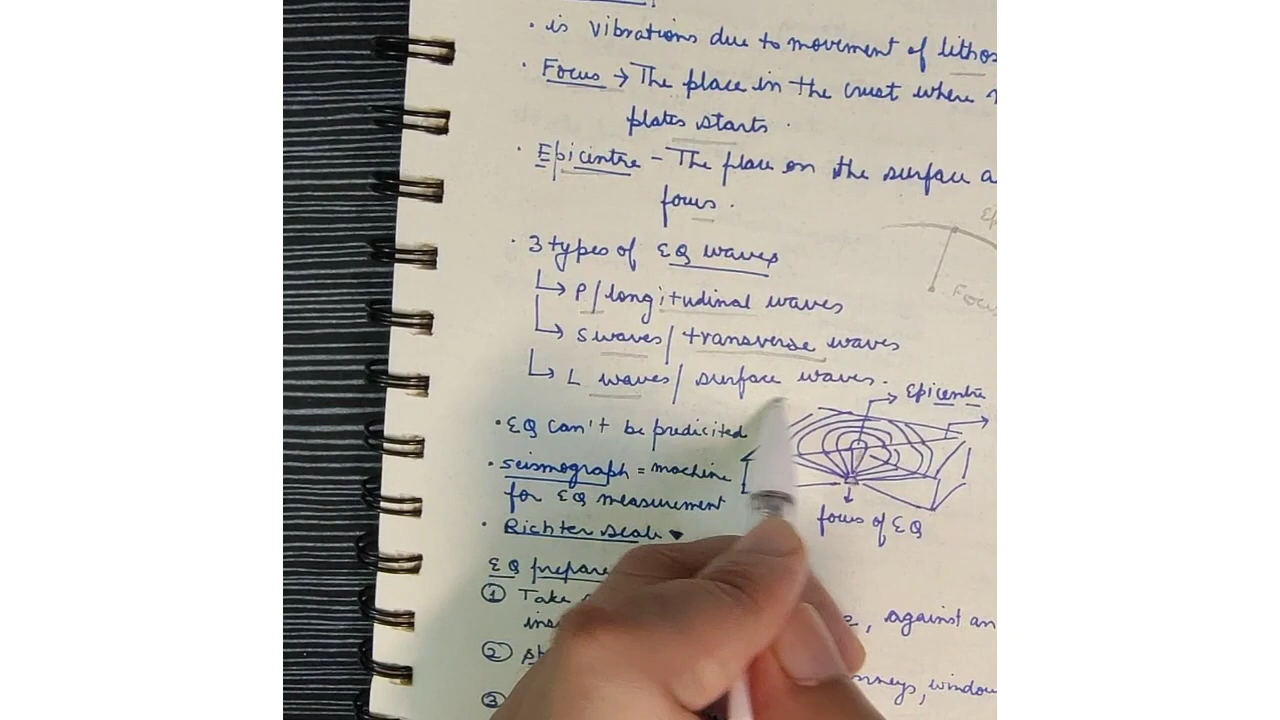 • is vibrations due to movement of lithos
• Focus → The place in the crust where
plates starts.
• Epicentre – The place on the surface a
focus.
• 3 types of EQ waves
↳ P/longitudinal waves
↳ S waves/ transverse waves
↳ L waves/ surface waves.
Epicentre
• EQ can't be predicited
• seismograph = machine
for EQ measurement
focus of EQ
• Richter scale
EQ prepare
① Take
ins
, against an
②
, window
③